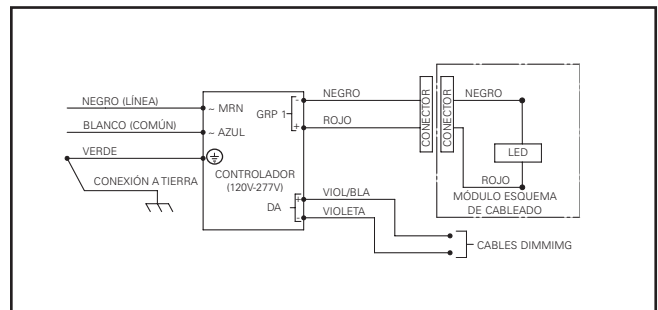 NEGRO (LÍNEA)
BLANCO (COMÚN)
VERDE
CONEXIÓN A TIERRA
~ MRN
~ AZUL
GRP 1
-
+
CONTROLADOR
(120V-277V)
DA
+
-
NEGRO
ROJO
VIOL/BLA
VIOLETA
CONECTOR
CONECTOR
NEGRO
LED
ROJO
MÓDULO ESQUEMA
DE CABLEADO
CABLES DIMMIMG